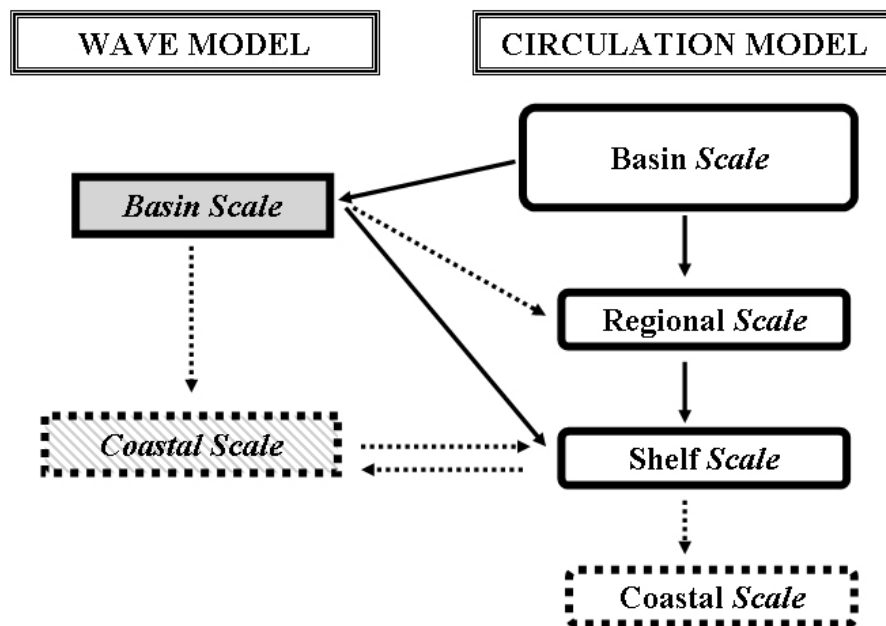 WAVE MODEL
CIRCULATION MODEL
Basin Scale
Basin Scale
Regional Scale
Coastal Scale
Shelf Scale
Coastal Scale